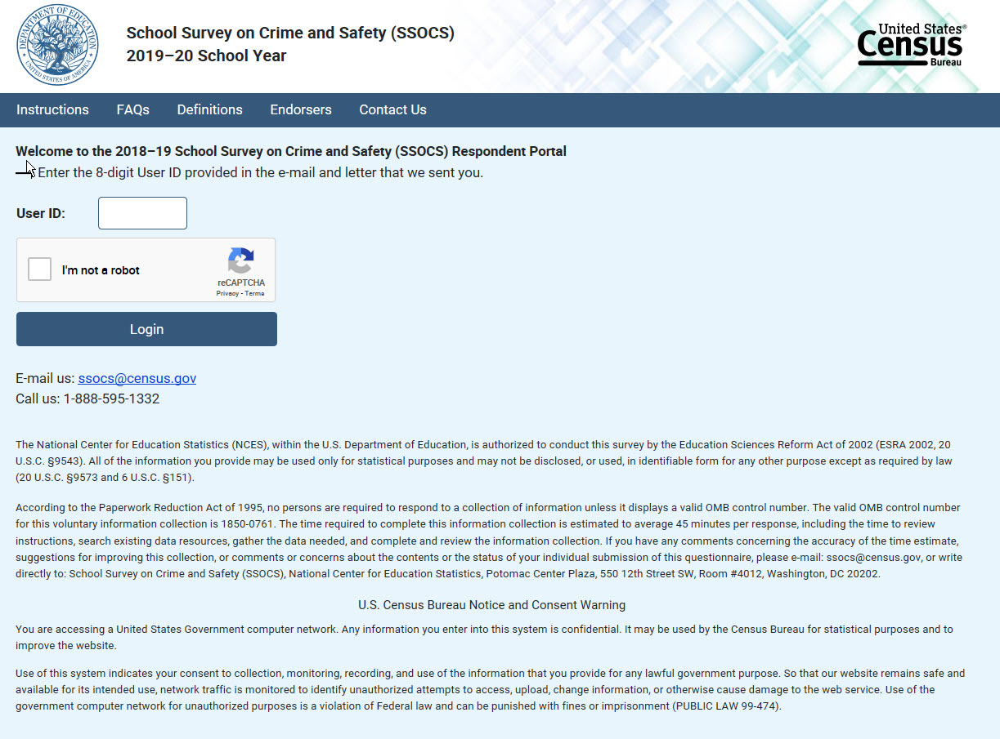 DEPARTMENT OF EDUCATION
UNITED STATES OF AMERICA
School Survey on Crime and Safety (SSOCS)
2019–20 School Year
United States®
Census
Bureau
Instructions FAQs Definitions Endorsers Contact Us
Welcome to the 2018–19 School Survey on Crime and Safety (SSOCS) Respondent Portal
Enter the 8-digit User ID provided in the e-mail and letter that we sent you.
User ID:
I'm not a robot
reCAPTCHA
Privacy - Terms
Login
E-mail us: ssocs@census.gov
Call us: 1-888-595-1332
The National Center for Education Statistics (NCES), within the U.S. Department of Education, is authorized to conduct this survey by the Education Sciences Reform Act of 2002 (ESRA 2002, 20
U.S.C. §9543). All of the information you provide may be used only for statistical purposes and may not be disclosed, or used, in identifiable form for any other purpose except as required by law
(20 U.S.C. §9573 and 6 U.S.C. §151).
According to the Paperwork Reduction Act of 1995, no persons are required to respond to a collection of information unless it displays a valid OMB control number. The valid OMB control number
for this voluntary information collection is 1850-0761. The time required to complete this information collection is estimated to average 45 minutes per response, including the time to review
instructions, search existing data resources, gather the data needed, and complete and review the information collection. If you have any comments concerning the accuracy of the time estimate,
suggestions for improving this collection, or comments or concerns about the contents or the status of your individual submission of this questionnaire, please e-mail: ssocs@census.gov, or write
directly to: School Survey on Crime and Safety (SSOCS), National Center for Education Statistics, Potomac Center Plaza, 550 12th Street SW, Room #4012, Washington, DC 20202.
U.S. Census Bureau Notice and Consent Warning
You are accessing a United States Government computer network. Any information you enter into this system is confidential. It may be used by the Census Bureau for statistical purposes and to
improve the website.
Use of this system indicates your consent to collection, monitoring, recording, and use of the information that you provide for any lawful government purpose. So that our website remains safe and
available for its intended use, network traffic is monitored to identify unauthorized attempts to access, upload, change information, or otherwise cause damage to the web service. Use of the
government computer network for unauthorized purposes is a violation of Federal law and can be punished with fines or imprisonment (PUBLIC LAW 99-474).